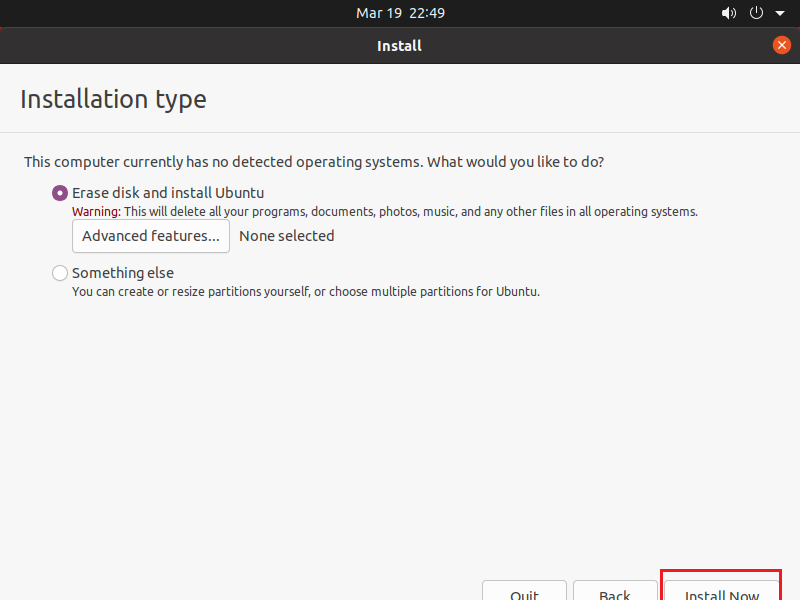 Mar 19 22:49
Install
Installation type
This computer currently has no detected operating systems. What would you like to do?
Erase disk and install Ubuntu
Warning: This will delete all your programs, documents, photos, music, and any other files in all operating systems.
Advanced features... None selected
Something else
You can create or resize partitions yourself, or choose multiple partitions for Ubuntu.
Quit Back Install Now